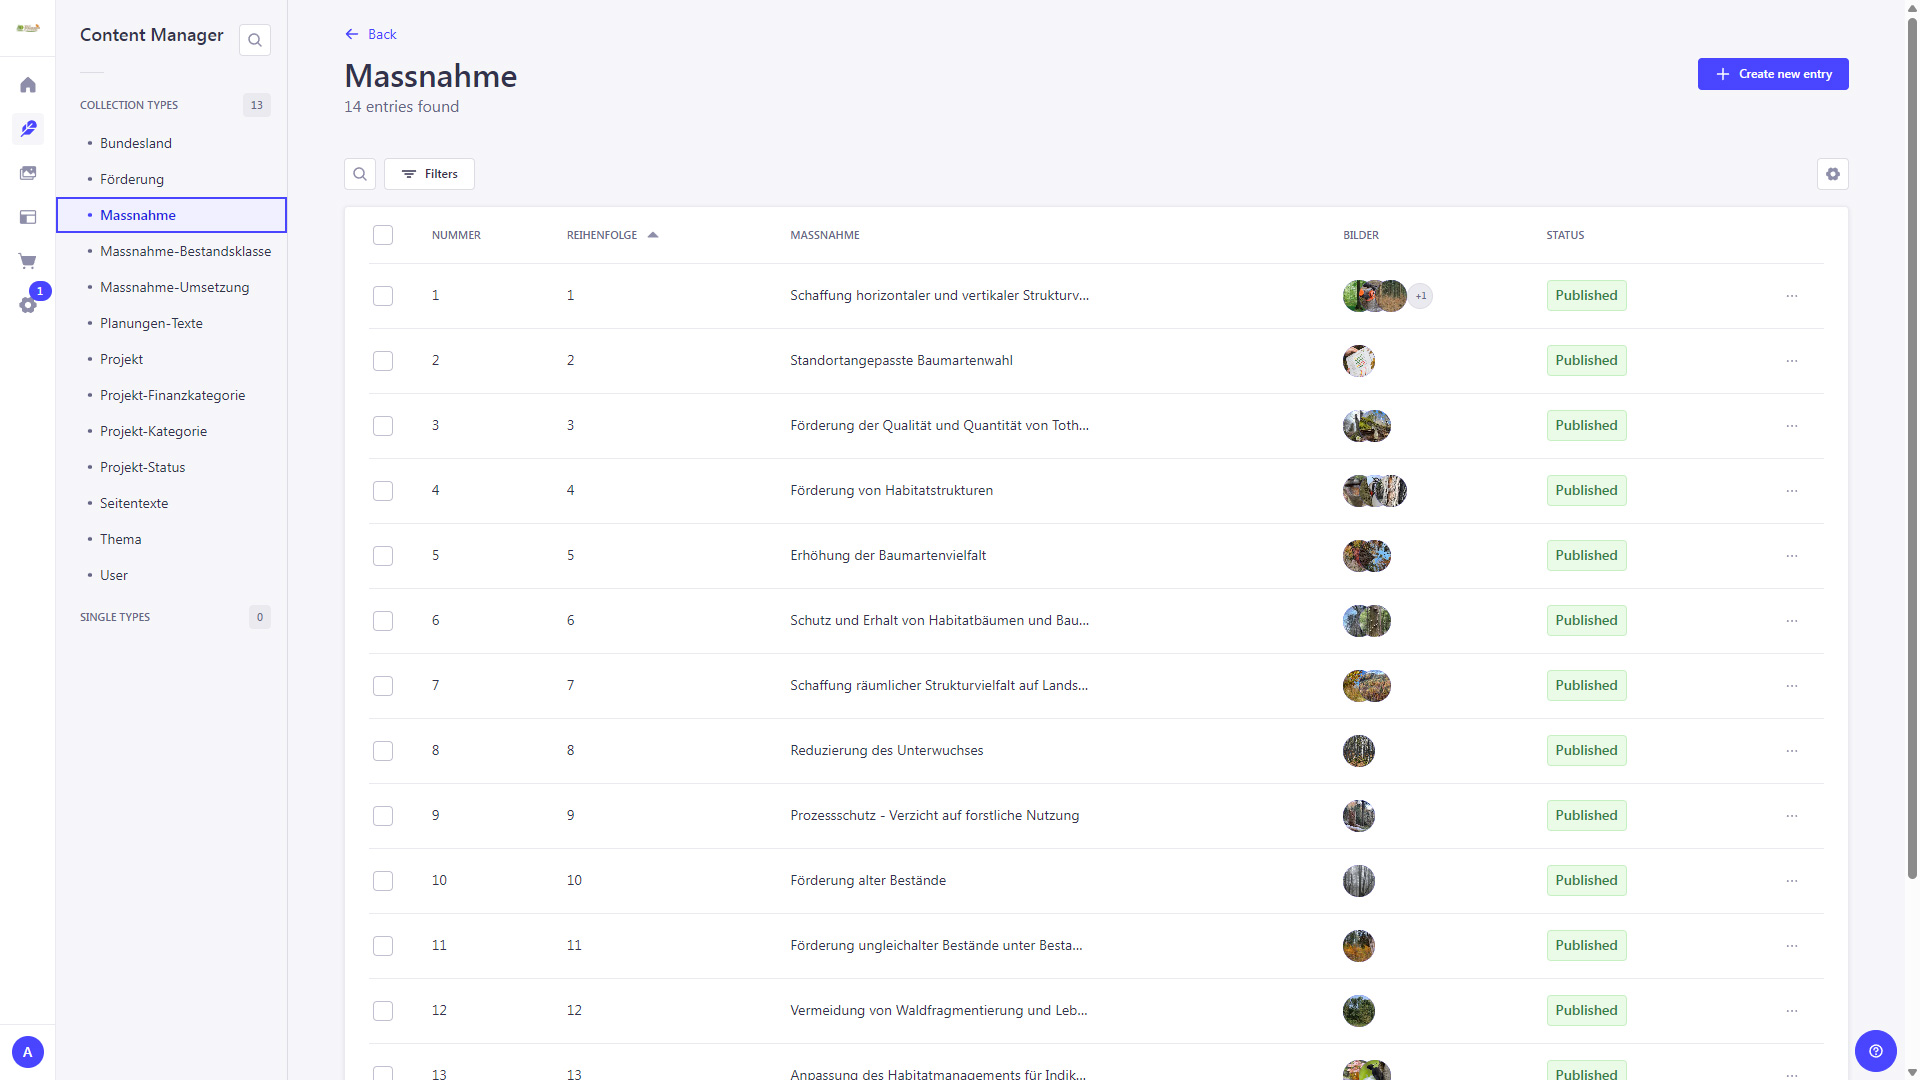 Content Manager
COLLECTION TYPES 13
Bundesland
Förderung
Massnahme
Massnahme-Bestandsklasse
Massnahme-Umsetzung
Planungen-Texte
Projekt
Projekt-Finanzkategorie
Projekt-Kategorie
Projekt-Status
Seitentexte
Thema
User
SINGLE TYPES 0
1
A
Back
Massnahme
14 entries found
Create new entry
Filters
NUMMER REIHENFOLGE MASSNAHME BILDER STATUS
1 1 Schaffung horizontaler und vertikaler Strukturv... +1 Published
2 2 Standortangepasste Baumartenwahl Published
3 3 Förderung der Qualität und Quantität von Toth... Published
4 4 Förderung von Habitatstrukturen Published
5 5 Erhöhung der Baumartenvielfalt Published
6 6 Schutz und Erhalt von Habitatbäumen und Bau... Published
7 7 Schaffung räumlicher Strukturvielfalt auf Lands... Published
8 8 Reduzierung des Unterwuchses Published
9 9 Prozessschutz - Verzicht auf forstliche Nutzung Published
10 10 Förderung alter Bestände Published
11 11 Förderung ungleichalter Bestände unter Besta... Published
12 12 Vermeidung von Waldfragmentierung und Leb... Published
13 13 Anpassung des Habitatmanagements für Indik... Published